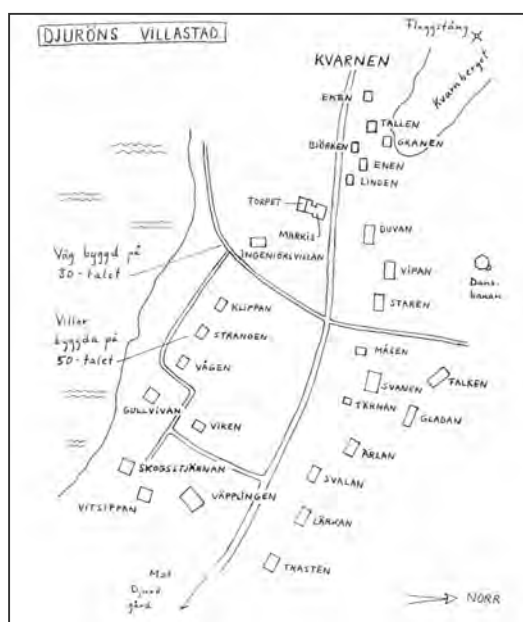 DJURÖNS VILLASTAD
Flaggstång
Kvarnberget
KVARNEN
EKEN
TALLEN
BJÖRKEN
GRANEN
ENEN
LINDEN
TORPET
MARKIS
INGENJÖRSVILLAN
DUVAN
VIPAN
STAREN
Dans-
banan
Väg byggd på
30-talet
Villor
byggda på
50-talet
KLIPPAN
STRANDEN
VÅGEN
GULLVIVAN
VIKEN
SKOGSSTJÄRNAN
VITSIPPAN
VÄPPLINGEN
MÅSEN
SVANEN
FALKEN
TÄRNAN
GLADAN
ÄRLAN
SVALAN
LÄRKAN
TRASTEN
Mot
Djurö
gård
NORR